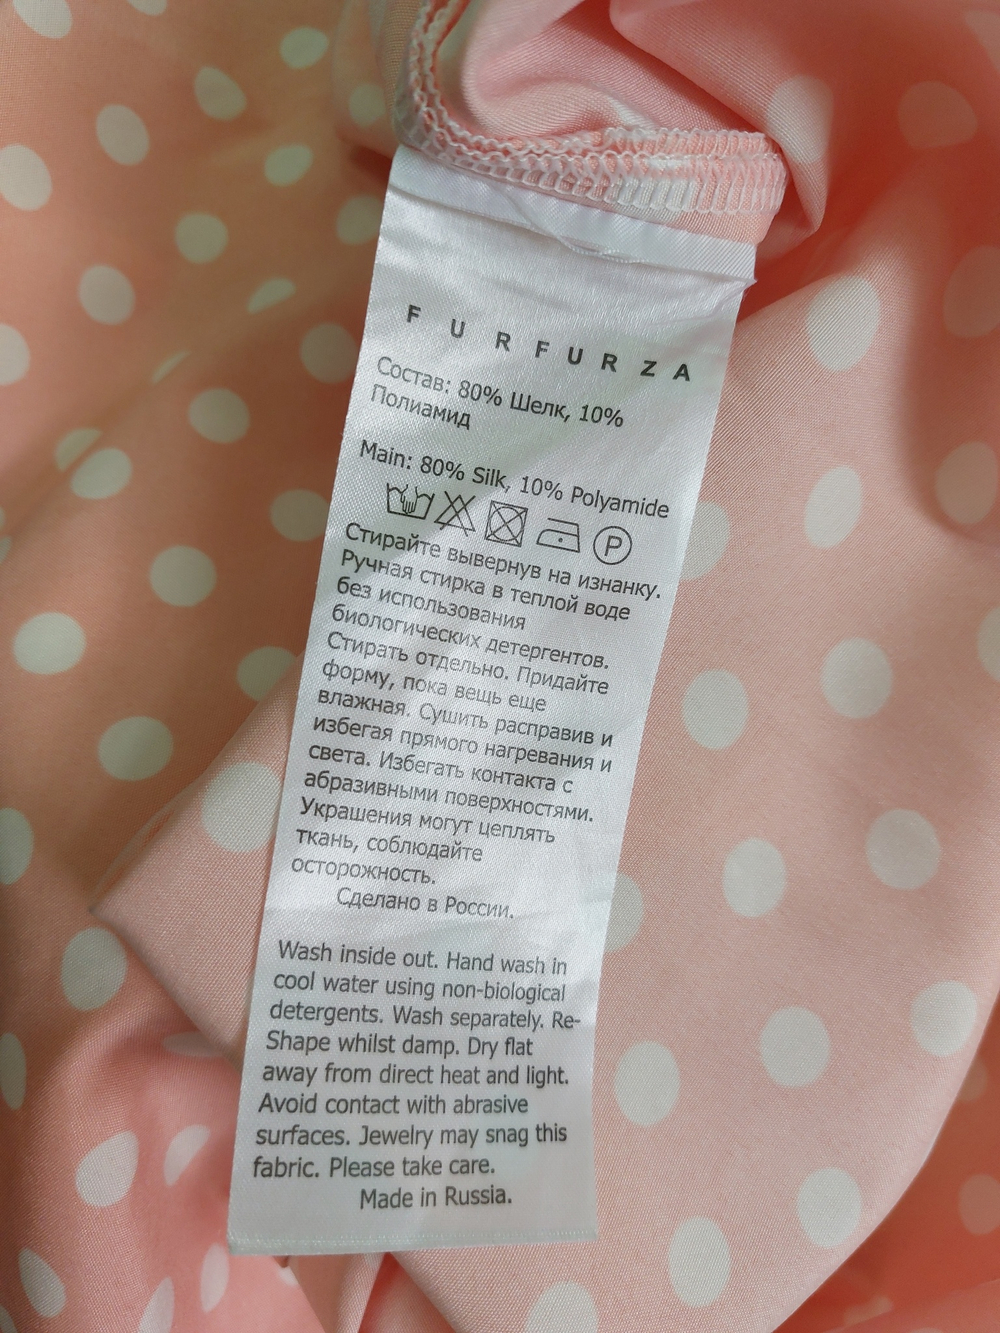 FURFURZA
Состав: 80% Шелк, 10%
Полиамид
Main: 80% Silk, 10% Polyamide
P
Стирайте вывернув на изнанку.
Ручная стирка в теплой воде
без использования
биологических детергентов.
Стирать отдельно. Придайте
форму, пока вещь еще
влажная. Сушить расправив и
избегая прямого нагревания и
света. Избегать контакта с
абразивными поверхностями.
Украшения могут цеплять
ткань, соблюдайте
осторожность.
Сделано в России.
Wash inside out. Hand wash in
cool water using non-biological
detergents. Wash separately. Re-
Shape whilst damp. Dry flat
away from direct heat and light.
Avoid contact with abrasive
surfaces. Jewelry may snag this
fabric. Please take care.
Made in Russia.